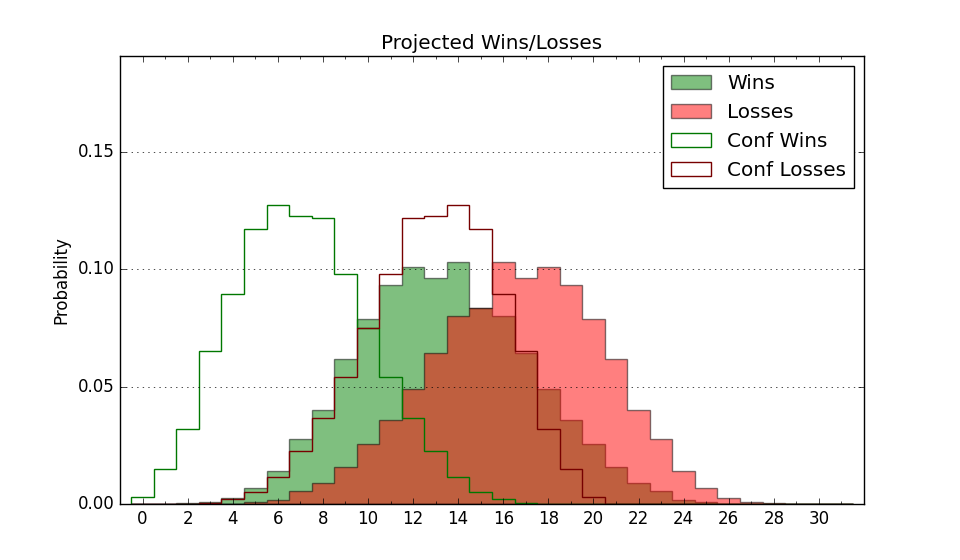 Projected Wins/Losses
Wins
Losses
Conf Wins
Conf Losses
Probability
0.15
0.10
0.05
0.00
0 2 4 6 8 10 12 14 16 18 20 22 24 26 28 30